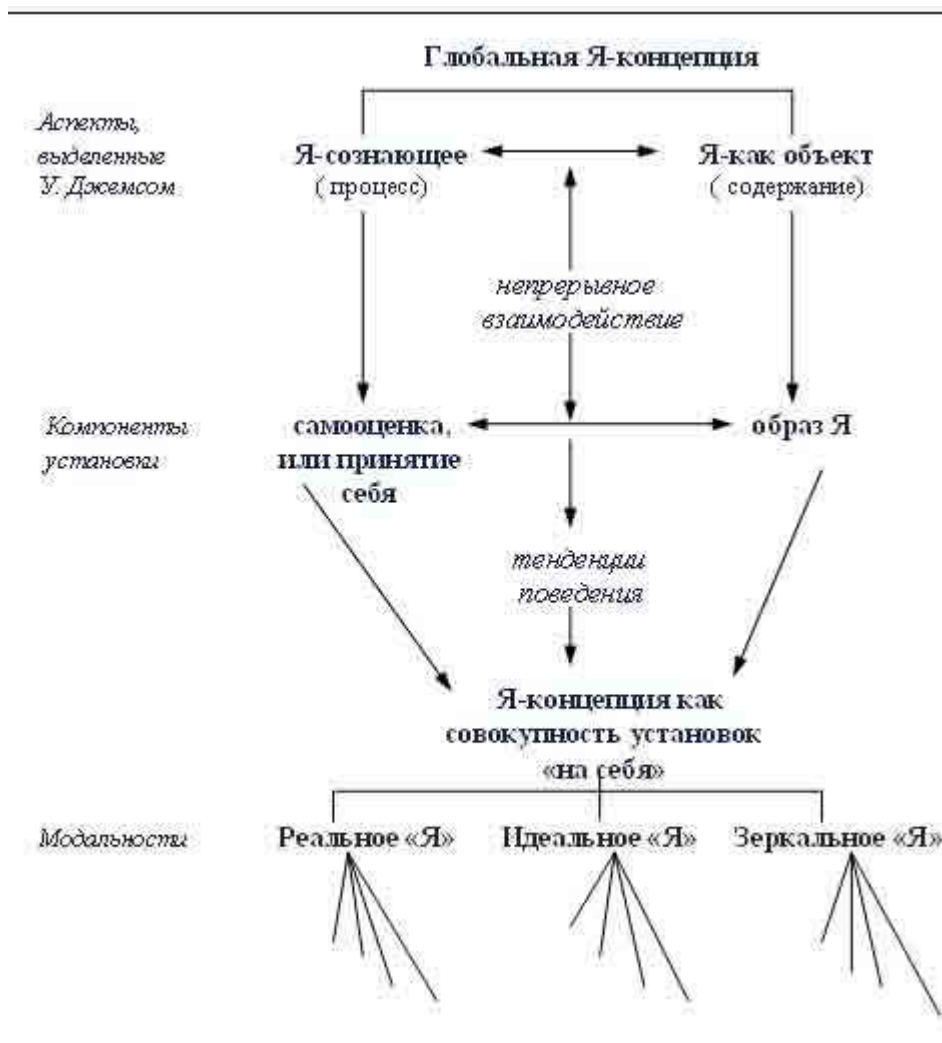 Глобальная Я-концепция
Аспекты,
выделенные
У. Джемсом
Я-сознающее
( процесс)
Я-как объект
( содержание)
непрерывное
взаимодействие
Компоненты
установки
самооценка,
или принятие
себя
образ Я
тенденции
поведения
Я-концепция как
совокупность установок
«на себя»
Модальности
Реальное «Я»
Идеальное «Я»
Зеркальное «Я»